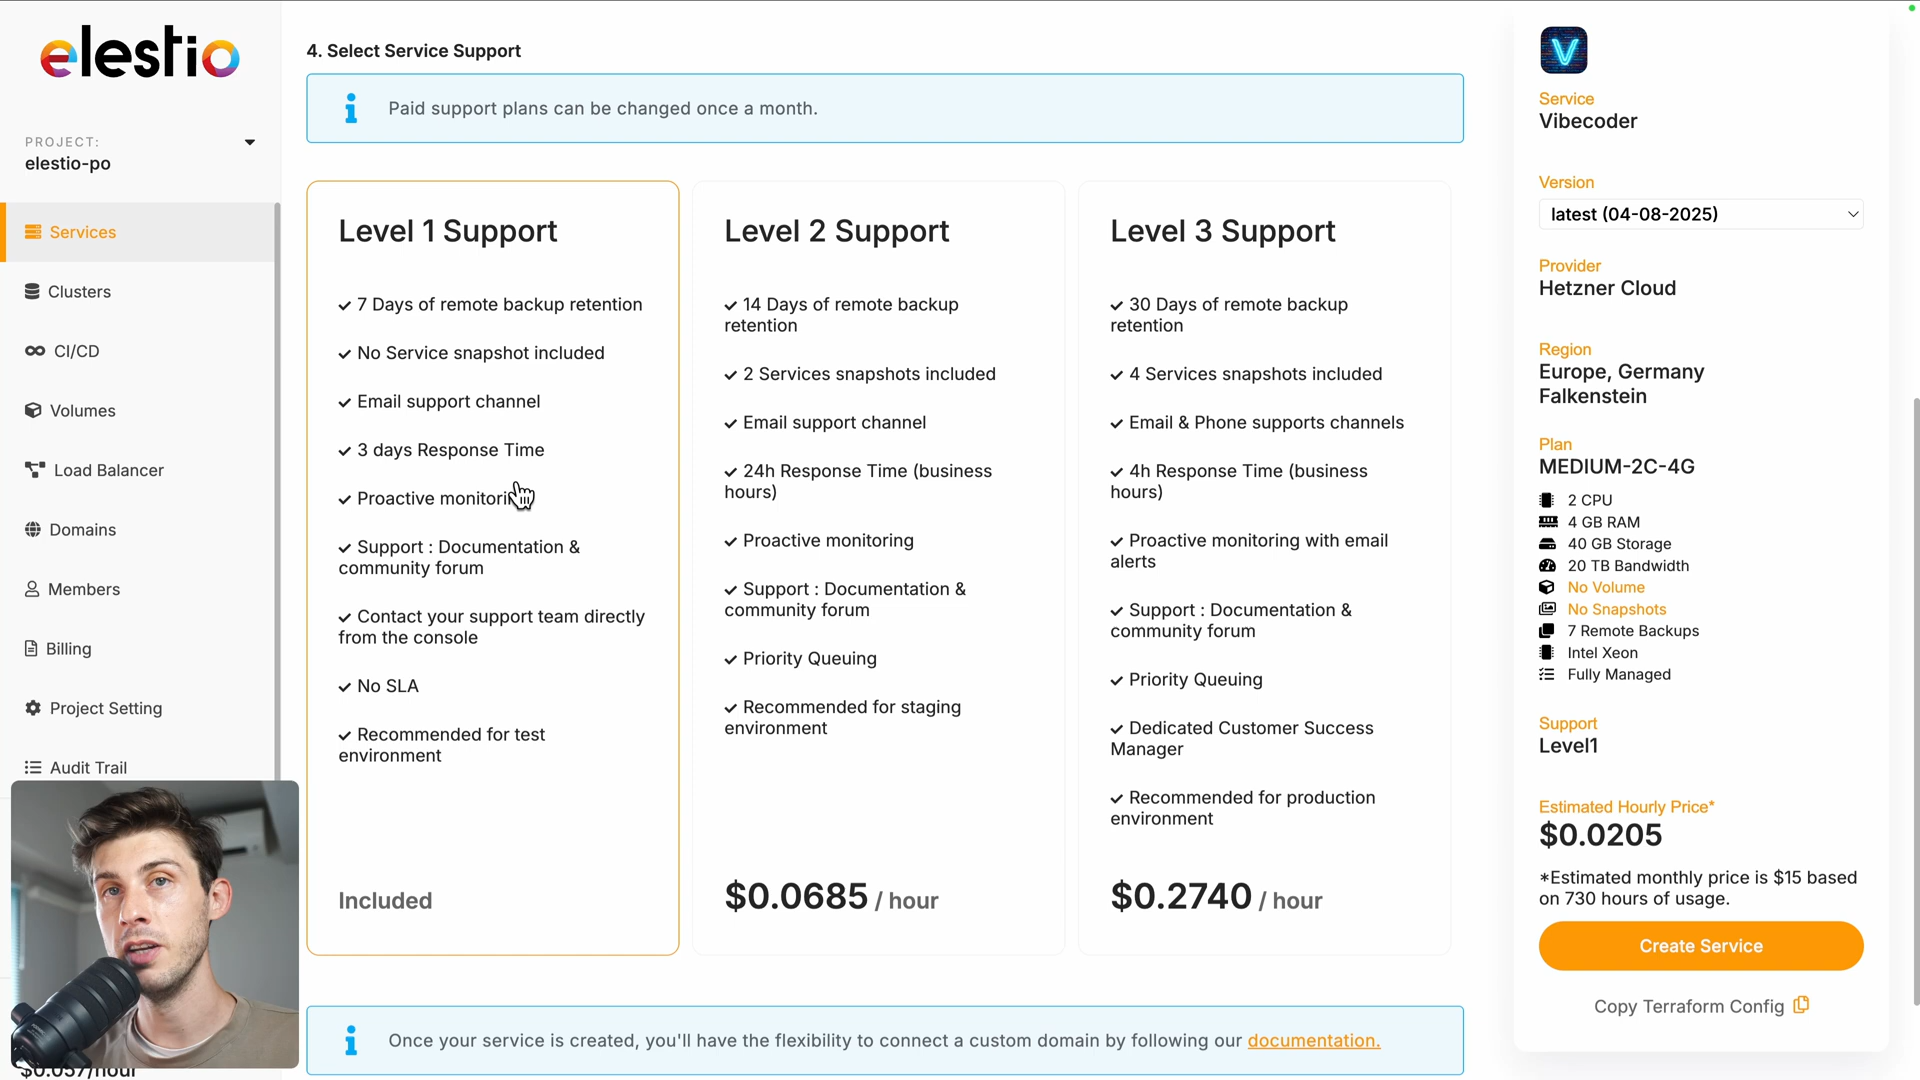 elestio
PROJECT:
elestio-po
Services
Clusters
CI/CD
Volumes
Load Balancer
Domains
Members
Billing
Project Setting
Audit Trail
$0.037/hour
4. Select Service Support
Paid support plans can be changed once a month.
Level 1 Support
7 Days of remote backup retention
No Service snapshot included
Email support channel
3 days Response Time
Proactive monitoring
Support : Documentation &
community forum
Contact your support team directly
from the console
No SLA
Recommended for test
environment
Included
Level 2 Support
14 Days of remote backup
retention
2 Services snapshots included
Email support channel
24h Response Time (business
hours)
Proactive monitoring
Support : Documentation &
community forum
Priority Queuing
Recommended for staging
environment
$0.0685 / hour
Level 3 Support
30 Days of remote backup
retention
4 Services snapshots included
Email & Phone supports channels
4h Response Time (business
hours)
Proactive monitoring with email
alerts
Support : Documentation &
community forum
Priority Queuing
Dedicated Customer Success
Manager
Recommended for production
environment
$0.2740 / hour
Once your service is created, you'll have the flexibility to connect a custom domain by following our documentation.
V
Service
Vibecoder
Version
latest (04-08-2025)
Provider
Hetzner Cloud
Region
Europe, Germany
Falkenstein
Plan
MEDIUM-2C-4G
2 CPU
4 GB RAM
40 GB Storage
20 TB Bandwidth
No Volume
No Snapshots
7 Remote Backups
Intel Xeon
Fully Managed
Support
Level1
Estimated Hourly Price*
$0.0205
*Estimated monthly price is $15 based
on 730 hours of usage.
Create Service
Copy Terraform Config